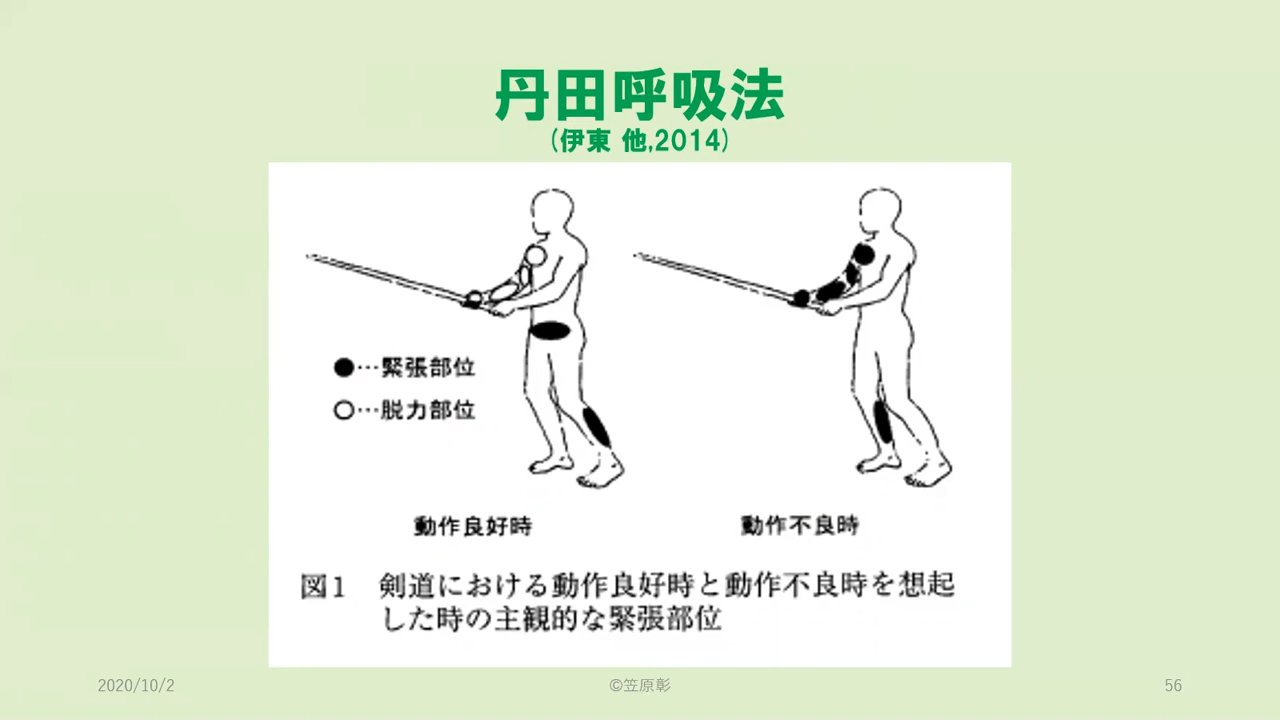 丹田呼吸法
(伊東 他,2014)
●…緊張部位
○…脱力部位
動作良好時
動作不良時
図1 剣道における動作良好時と動作不良時を想起
した時の主観的な緊張部位
2020/10/2
©笠原彰
56